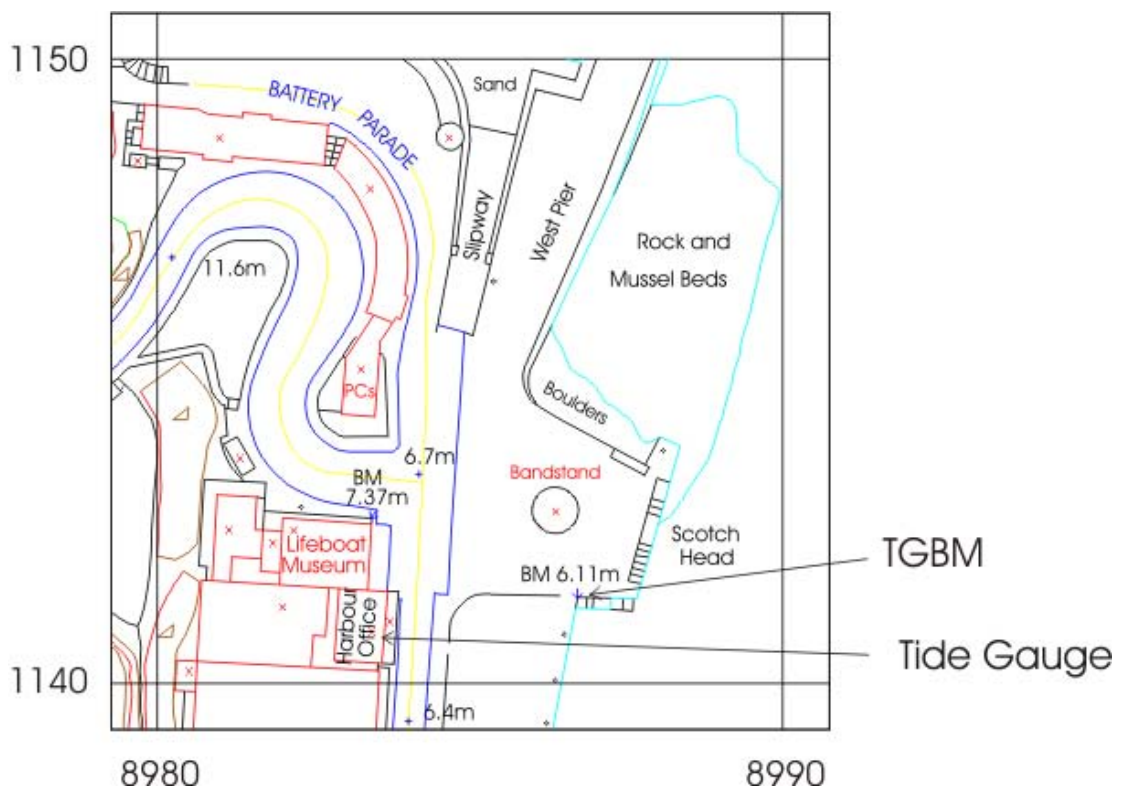 1150
Sand
BATTERY PARADE
Slipway
West Pier
Rock and
Mussel Beds
11.6m
PCs
Boulders
6.7m
BM
7.37m
Bandstand
Lifeboat
Museum
Scotch
Head
BM 6.11m
TGBM
Harbour
Office
Tide Gauge
1140
6.4m
8980
8990